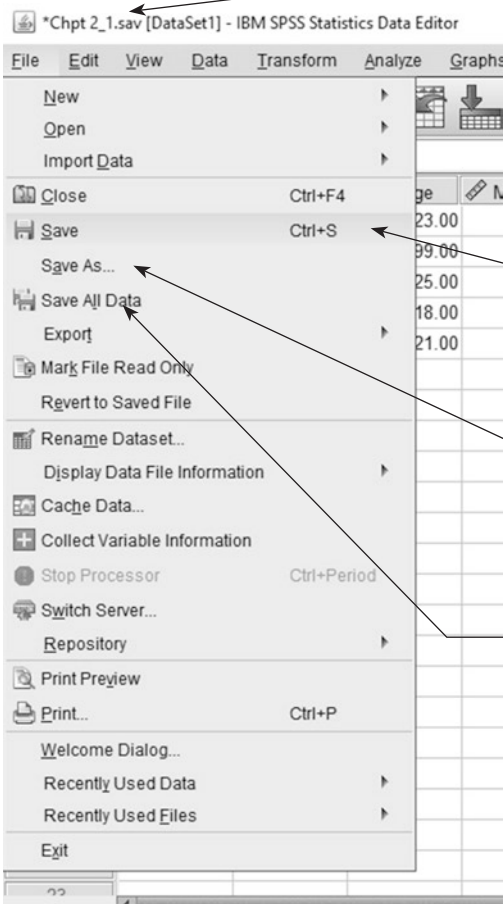 *Chpt 2_1.sav [DataSet1] - IBM SPSS Statistics Data Editor
File Edit View Data Transform Analyze Graphs
New
Open
Import Data
Close Ctrl+F4
Save Ctrl+S
Save As...
Save All Data
Export
Mark File Read Only
Revert to Saved File
Rename Dataset...
Display Data File Information
Cache Data...
Collect Variable Information
Stop Processor Ctrl+Period
Switch Server...
Repository
Print Preview
Print... Ctrl+P
Welcome Dialog...
Recently Used Data
Recently Used Files
Exit
ge
23.00
99.00
25.00
18.00
21.00